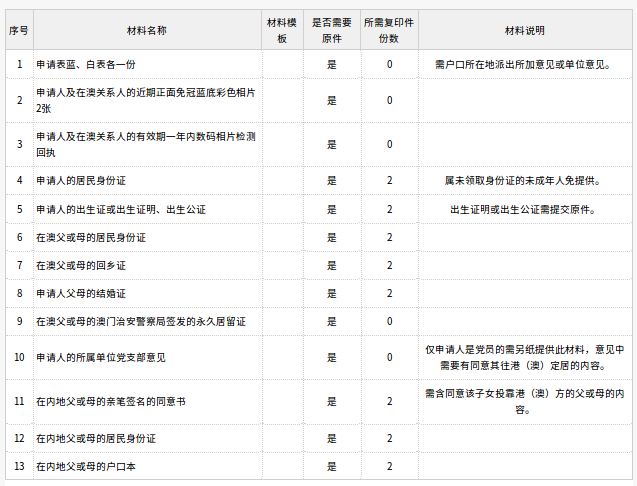 序号 材料名称 材料模板 是否需要原件 所需复印件份数 材料说明
1 申请表蓝、白表各一份 是 0 需户口所在地派出所加意见或单位意见。
2 申请人及在澳关系人的近期正面免冠蓝底彩色相片2张 是 0
3 申请人及在澳关系人的有效期一年内数码相片检测回执 是 0
4 申请人的居民身份证 是 2 属未领取身份证的未成年人免提供。
5 申请人的出生证或出生证明、出生公证 是 2 出生证明或出生公证需提交原件。
6 在澳父或母的居民身份证 是 2
7 在澳父或母的回乡证 是 2
8 申请人父母的结婚证 是 2
9 在澳父或母的澳门治安警察局签发的永久居留证 是 0
10 申请人的所属单位党支部意见 是 0 仅申请人是党员的需另纸提供此材料，意见中需要有同意其往港（澳）定居的内容。
11 在内地父或母的亲笔签名的同意书 是 2 需含同意该子女投靠港（澳）方的父或母的内容。
12 在内地父或母的居民身份证 是 2
13 在内地父或母的户口本 是 2